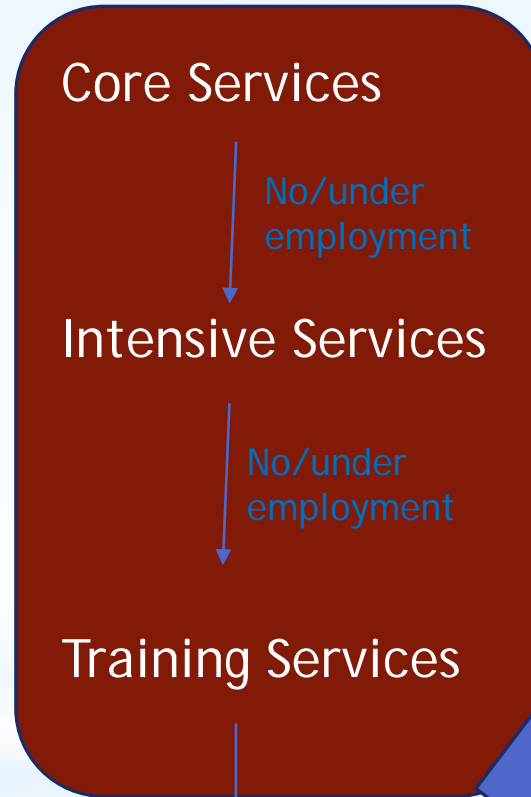 Core Services
No/under
employment
Intensive Services
No/under
employment
Training Services